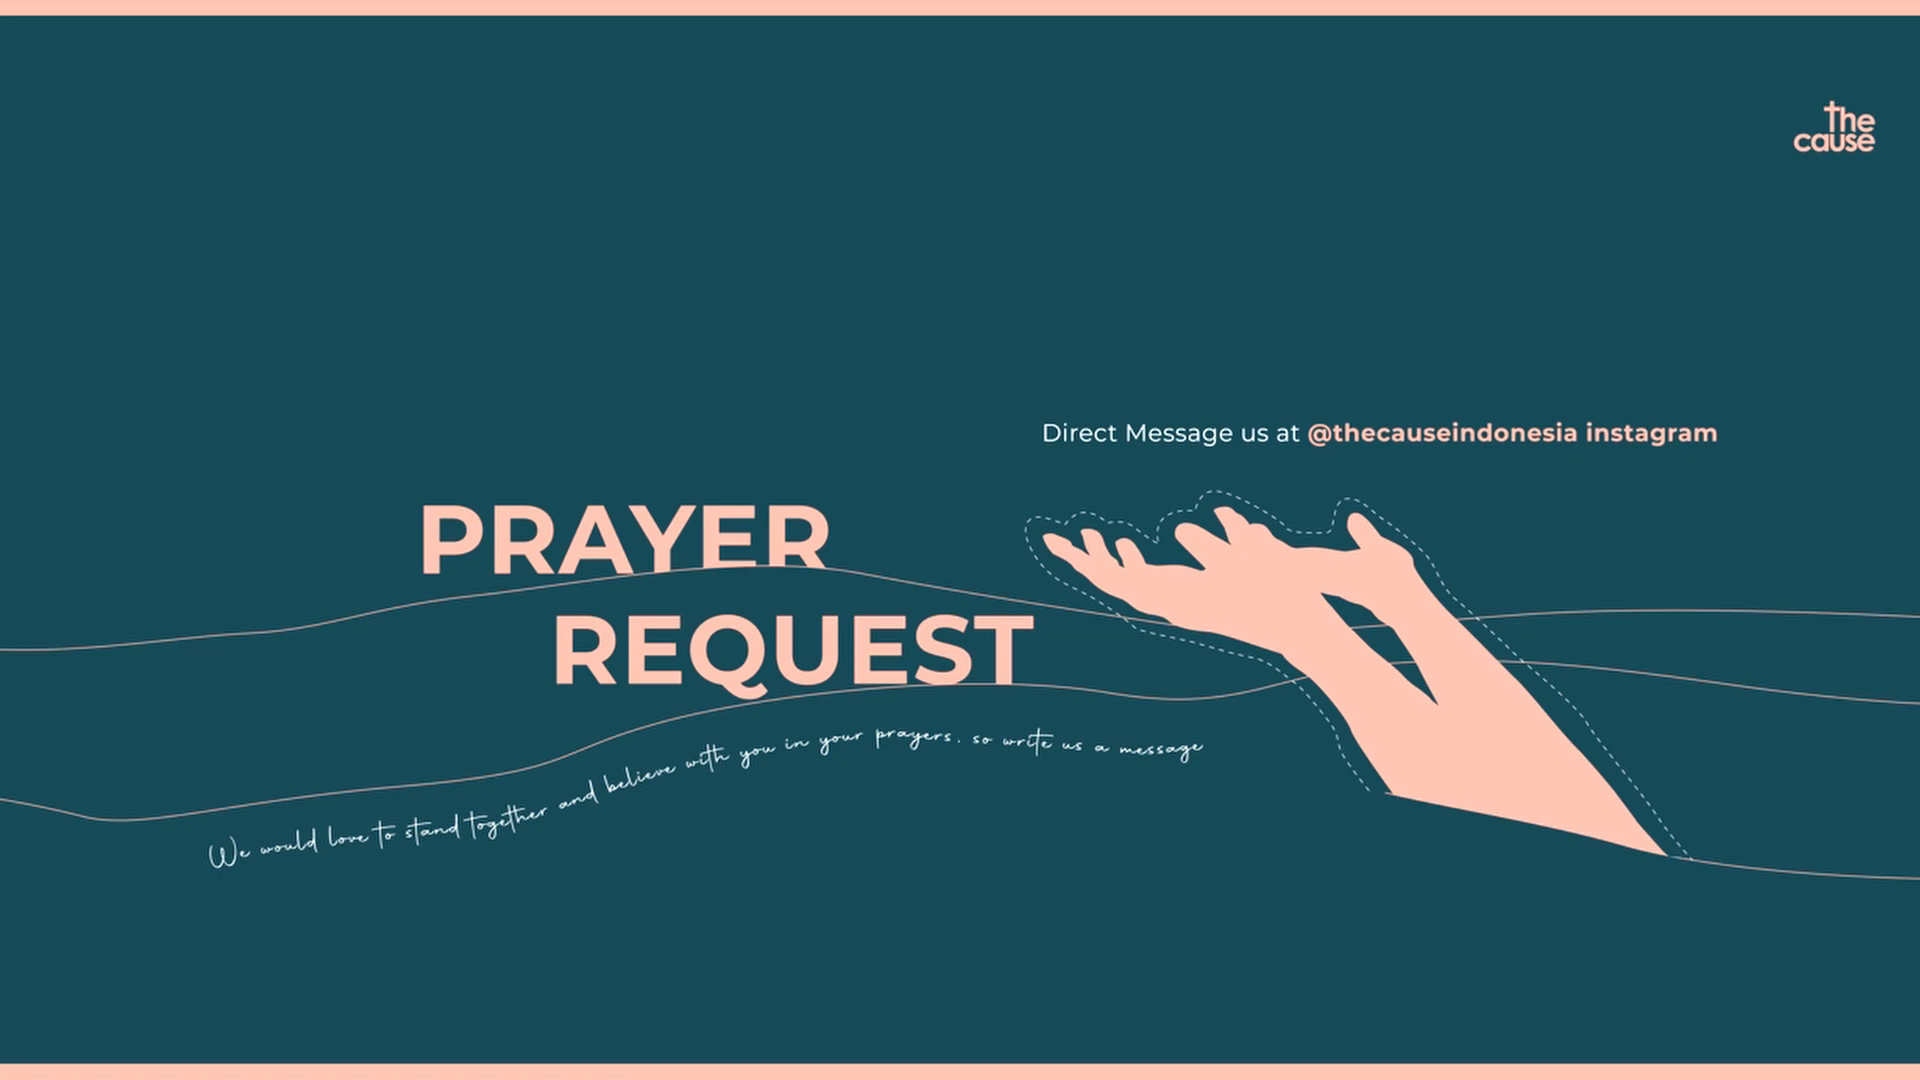 the
cause
Direct Message us at @thecauseindonesia instagram
PRAYER
REQUEST
We would love to stand together and believe with you in your prayers. so write us a message